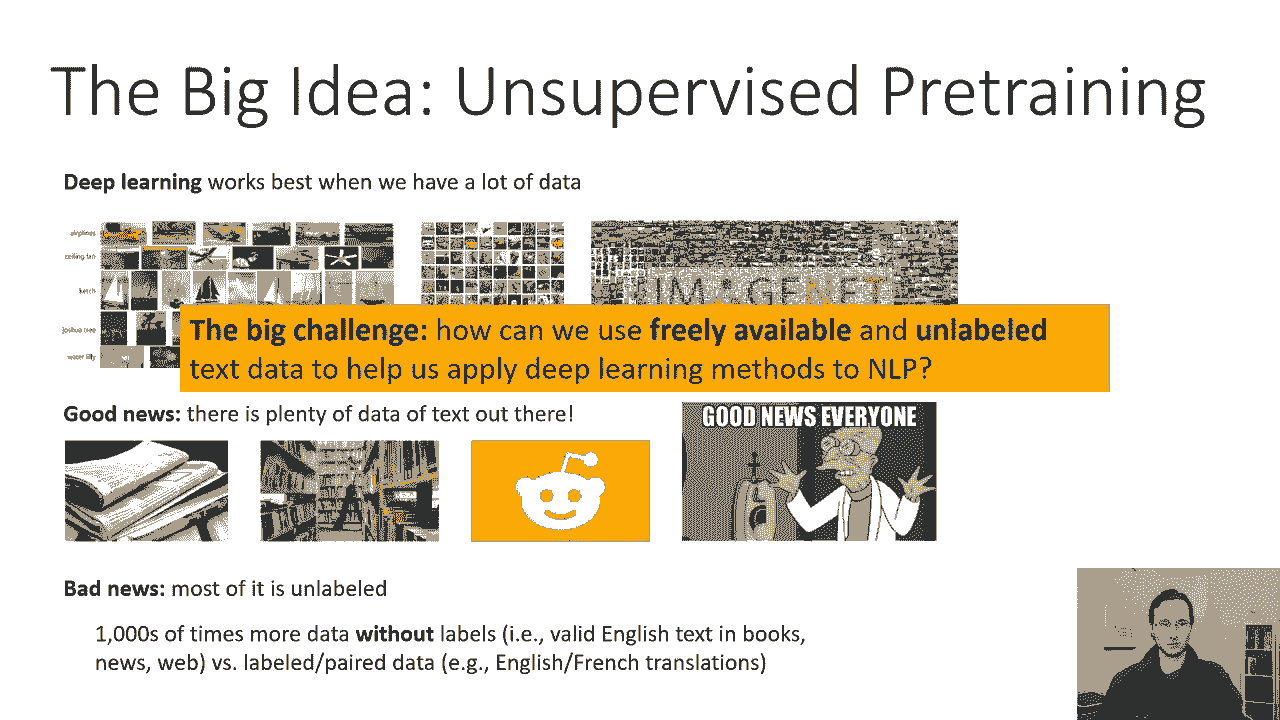 The Big Idea: Unsupervised Pretraining
Deep learning works best when we have a lot of data
airplanes
ceiling fan
ketch
joshua tree
water lilly
IMAGENET
The big challenge: how can we use freely available and unlabeled
text data to help us apply deep learning methods to NLP?
Good news: there is plenty of data of text out there!
GOOD NEWS EVERYONE
Bad news: most of it is unlabeled
1,000s of times more data without labels (i.e., valid English text in books,
news, web) vs. labeled/paired data (e.g., English/French translations)